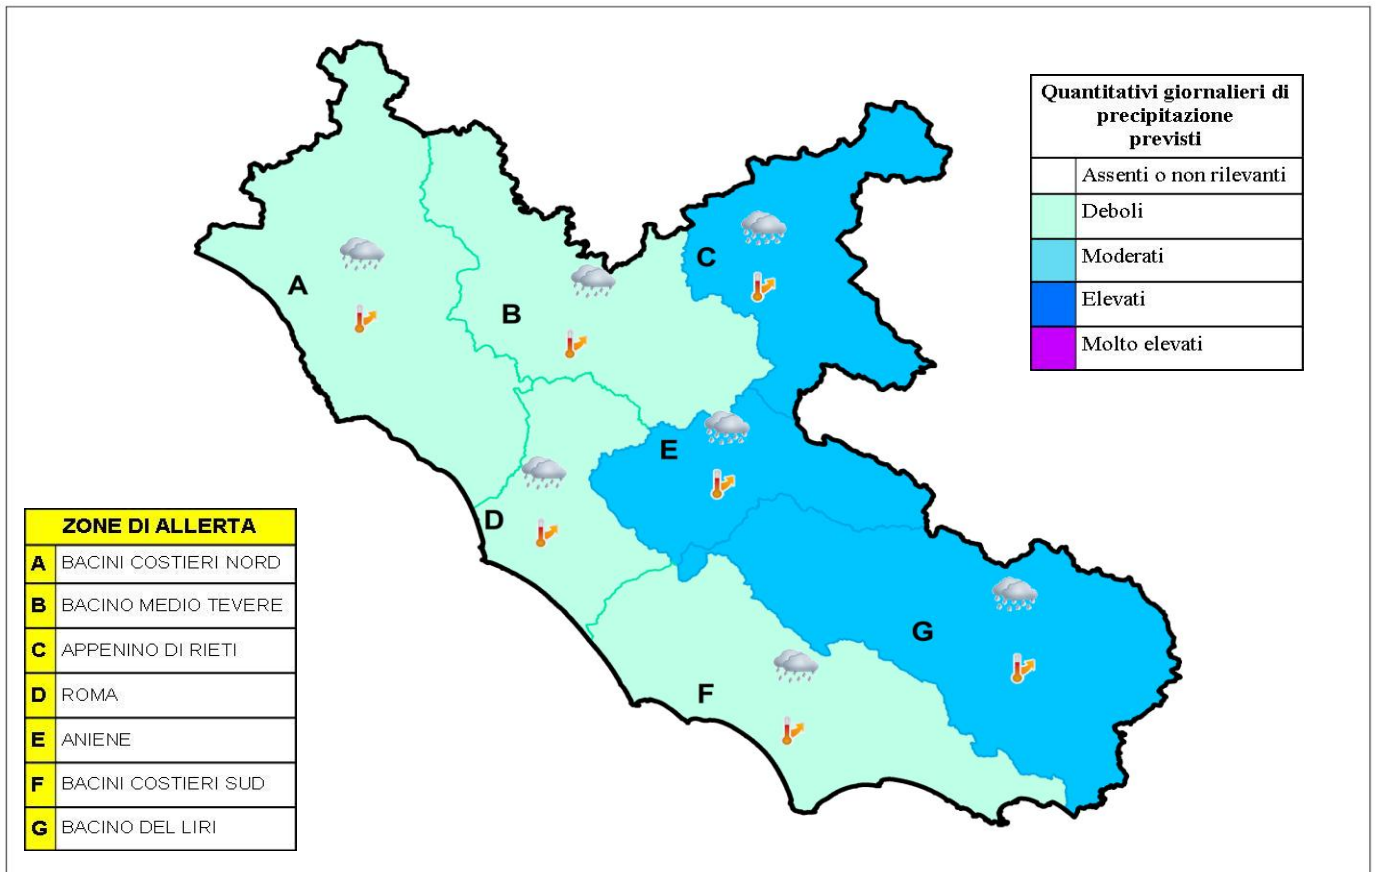 Quantitativi giornalieri di
precipitazione
previsti
Assenti o non rilevanti
Deboli
Moderati
Elevati
Molto elevati
C
A
B
E
D
G
F
ZONE DI ALLERTA
A BACINI COSTIERI NORD
B BACINO MEDIO TEVERE
C APPENINO DI RIETI
D ROMA
E ANIENE
F BACINI COSTIERI SUD
G BACINO DEL LIRI